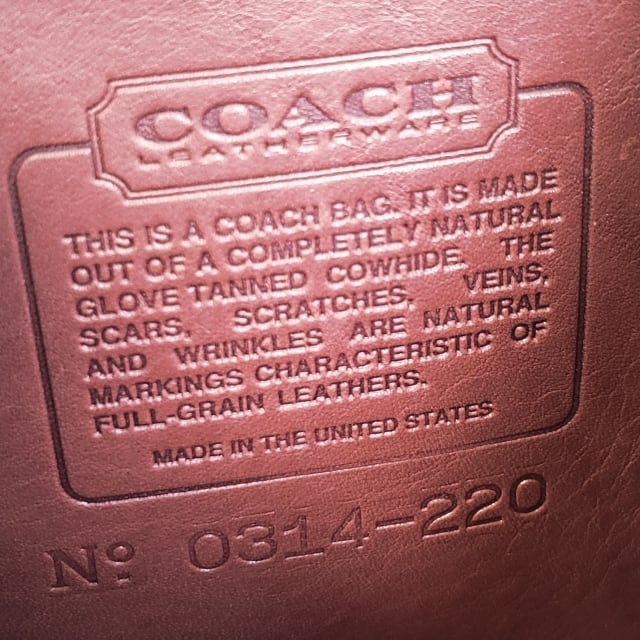 COACH
LEATHERWARE
THIS IS A COACH BAG. IT IS MADE
OUT OF A COMPLETELY NATURAL
GLOVE TANNED COWHIDE. THE
SCARS, SCRATCHES, VEINS,
AND WRINKLES ARE NATURAL
MARKINGS CHARACTERISTIC OF
FULL-GRAIN LEATHERS.
MADE IN THE UNITED STATES
Nº 0314-220